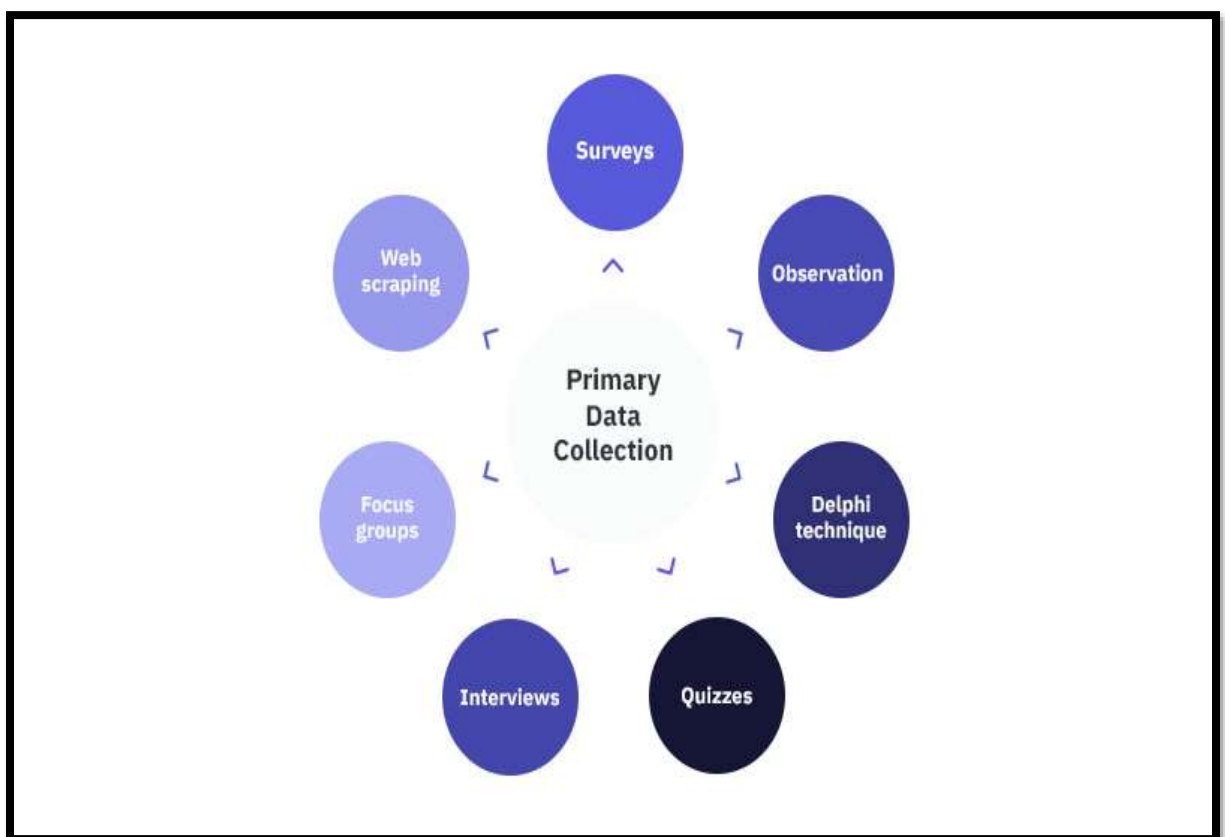 Surveys
Web
scraping
Observation
Primary
Data
Collection
Focus
groups
Delphi
technique
Interviews
Quizzes